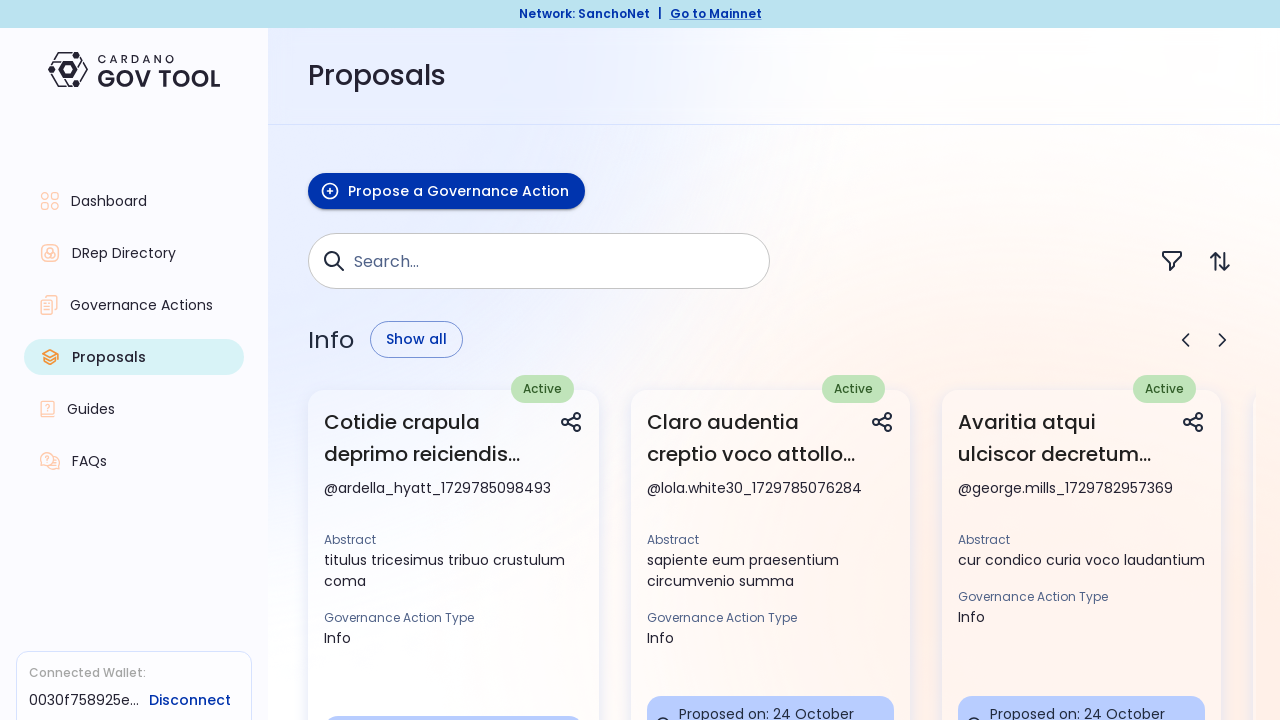 Network: SanchoNet | Go to Mainnet
CARDANO
GOV TOOL
Dashboard
DRep Directory
Governance Actions
Proposals
Guides
FAQs
Connected Wallet:
0030f758925e... Disconnect
Proposals
Propose a Governance Action
Search...
Info Show all
Active
Cotidie crapula
deprimo reiciendis...
@ardella_hyatt_1729785098493
Abstract
titulus tricesimus tribuo crustulum
coma
Governance Action Type
Info
Active
Claro audentia
creptio voco attollo...
@lola.white30_1729785076284
Abstract
sapiente eum praesentium
circumvenio summa
Governance Action Type
Info
Proposed on: 24 October
Active
Avaritia atqui
ulciscor decretum...
@george.mills_1729782957369
Abstract
cur condico curia voco laudantium
Governance Action Type
Info
Proposed on: 24 October